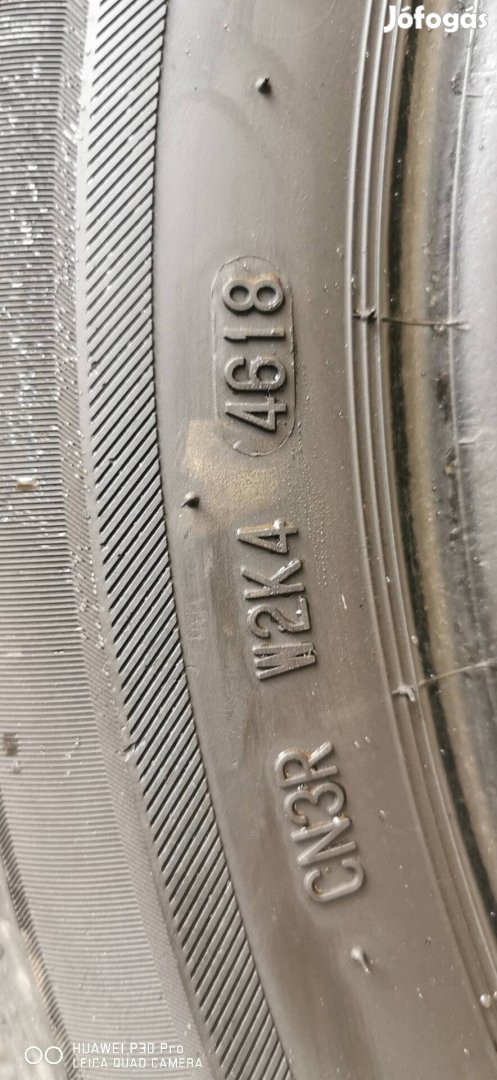 Jófogás
CN3R W2K4 4618
HUAWEI P30 Pro
LEICA QUAD CAMERA